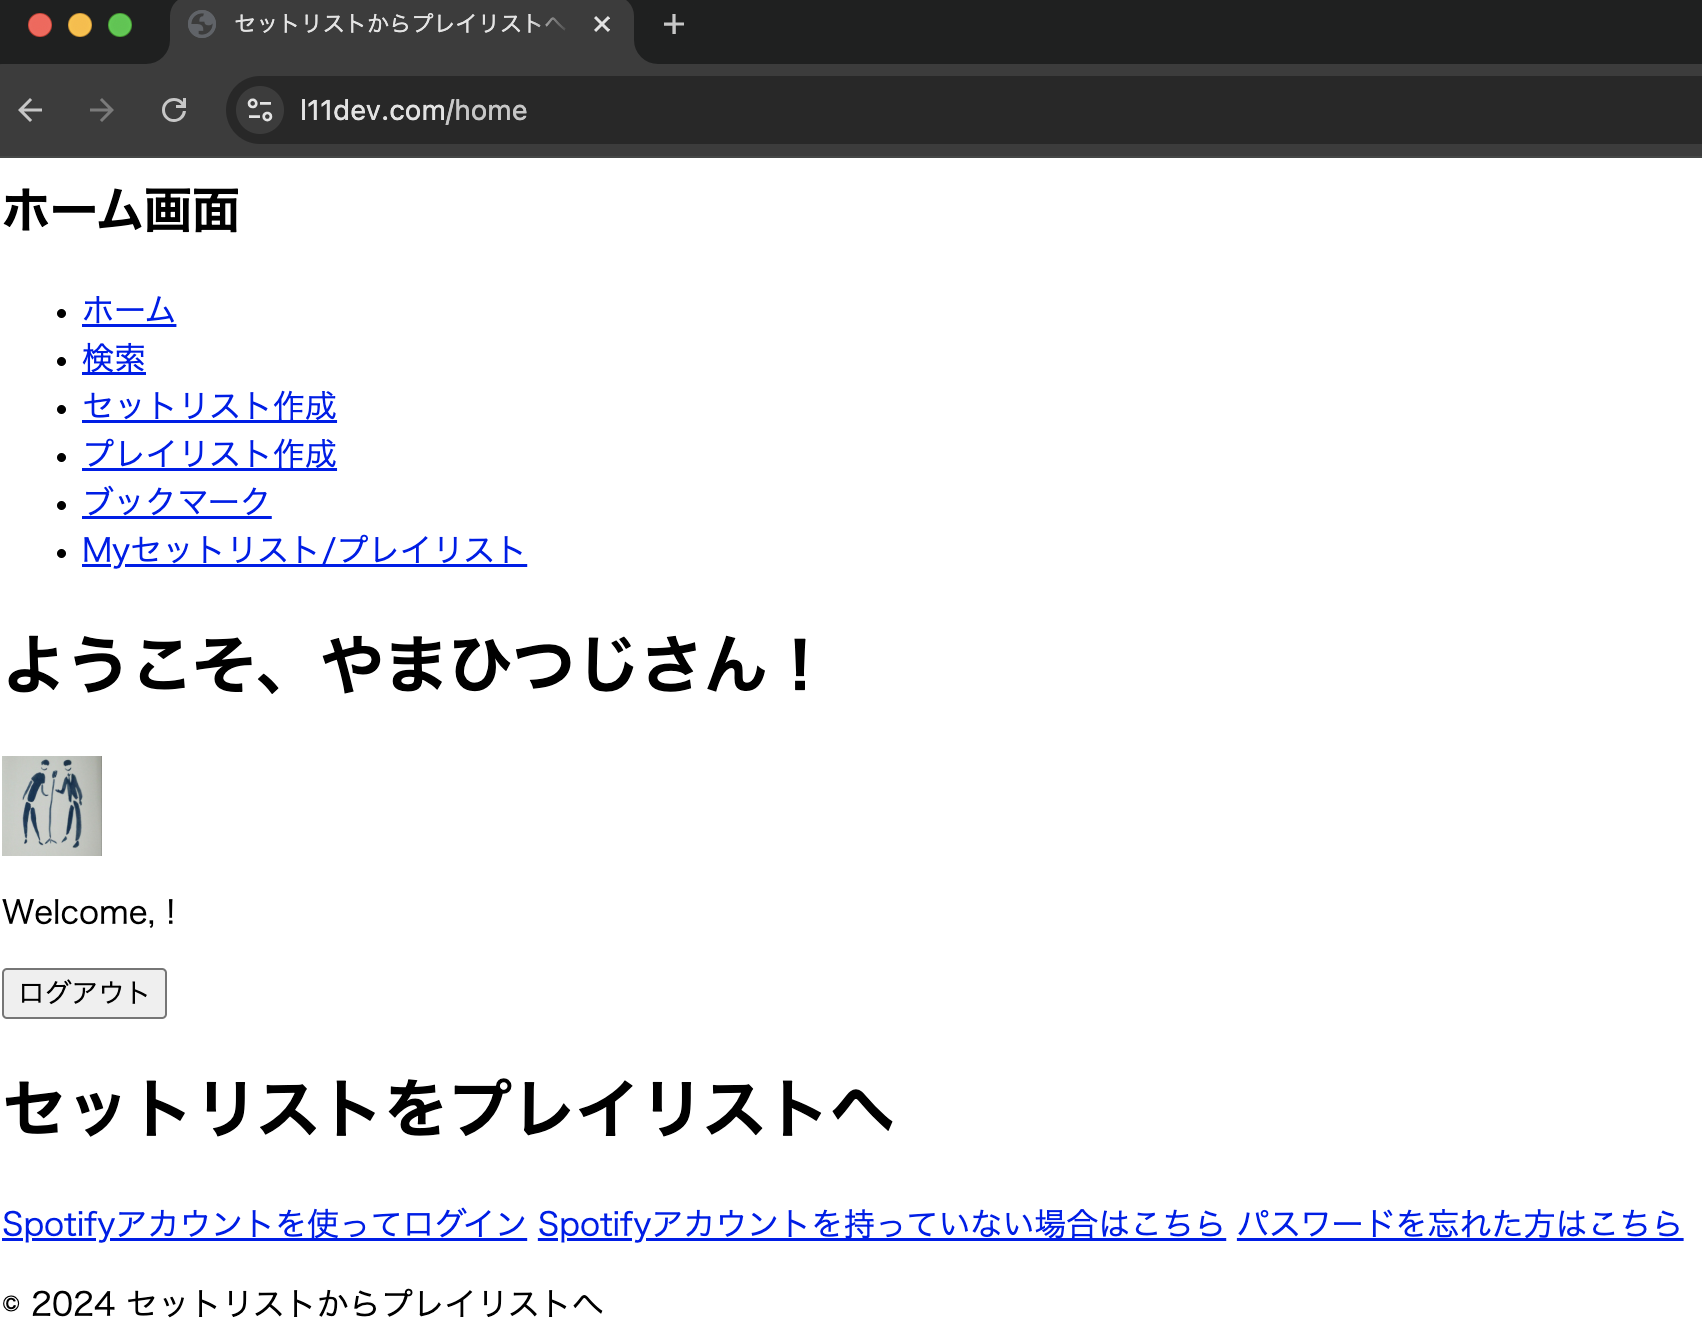 セットリストからプレイリストへ
l11dev.com/home
ホーム画面
ホーム
検索
セットリスト作成
プレイリスト作成
ブックマーク
Myセットリスト/プレイリスト
ようこそ、やまひつじさん！
Welcome, !
ログアウト
セットリストをプレイリストへ
Spotifyアカウントを使ってログイン Spotifyアカウントを持っていない場合はこちら パスワードを忘れた方はこちら
© 2024 セットリストからプレイリストへ